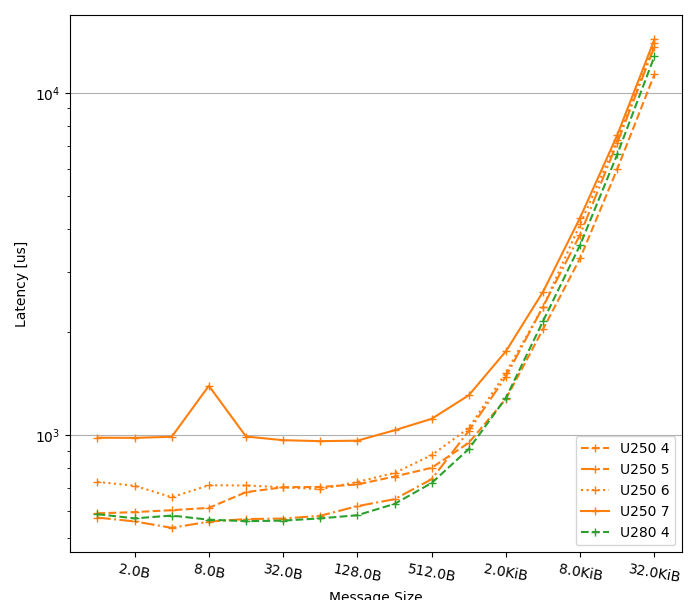 10^4
10^3
Latency [us]
2.0B
8.0B
32.0B
128.0B
512.0B
2.0KiB
8.0KiB
32.0KiB
Message Size
U250 4
U250 5
U250 6
U250 7
U280 4